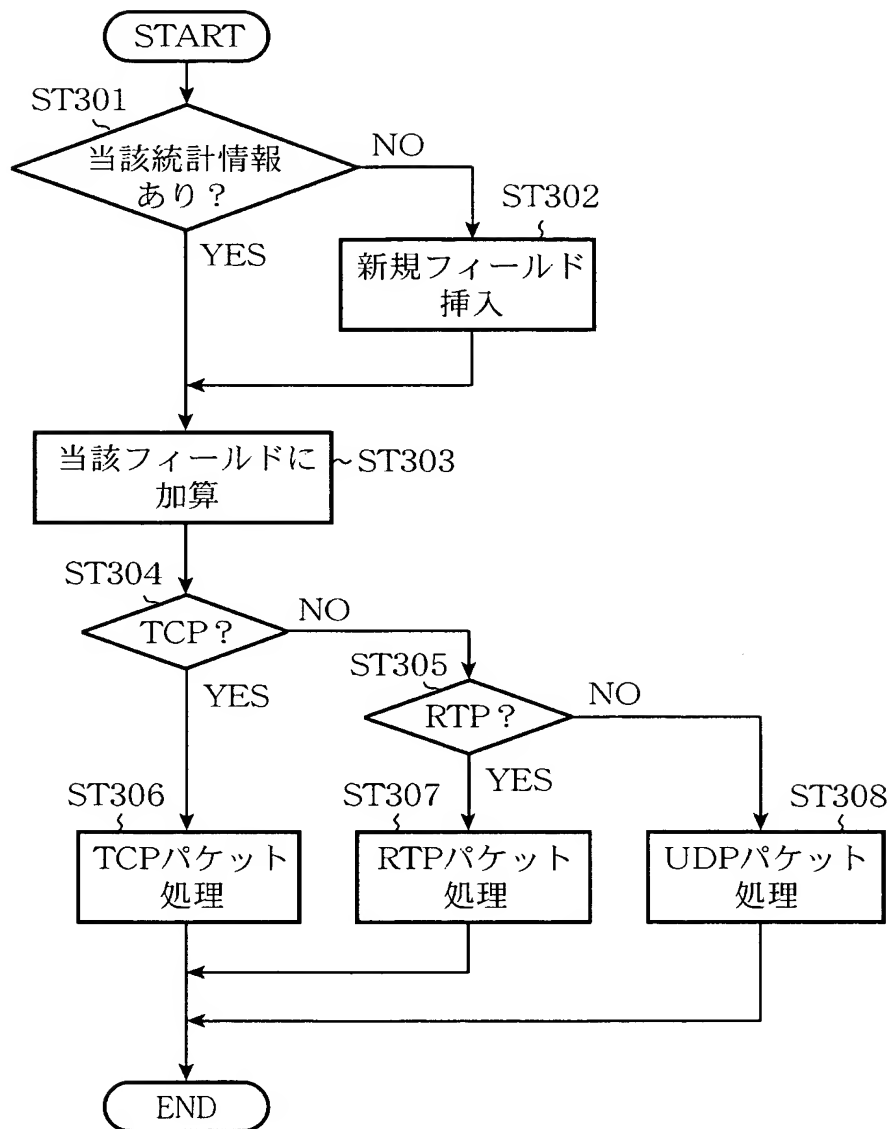 START
ST301
当該統計情報
あり？
NO
YES
ST302
新規フィールド
挿入
当該フィールドに
加算
ST303
ST304
TCP？
NO
YES
ST305
RTP？
NO
YES
ST306
TCPパケット
処理
ST307
RTPパケット
処理
ST308
UDPパケット
処理
END